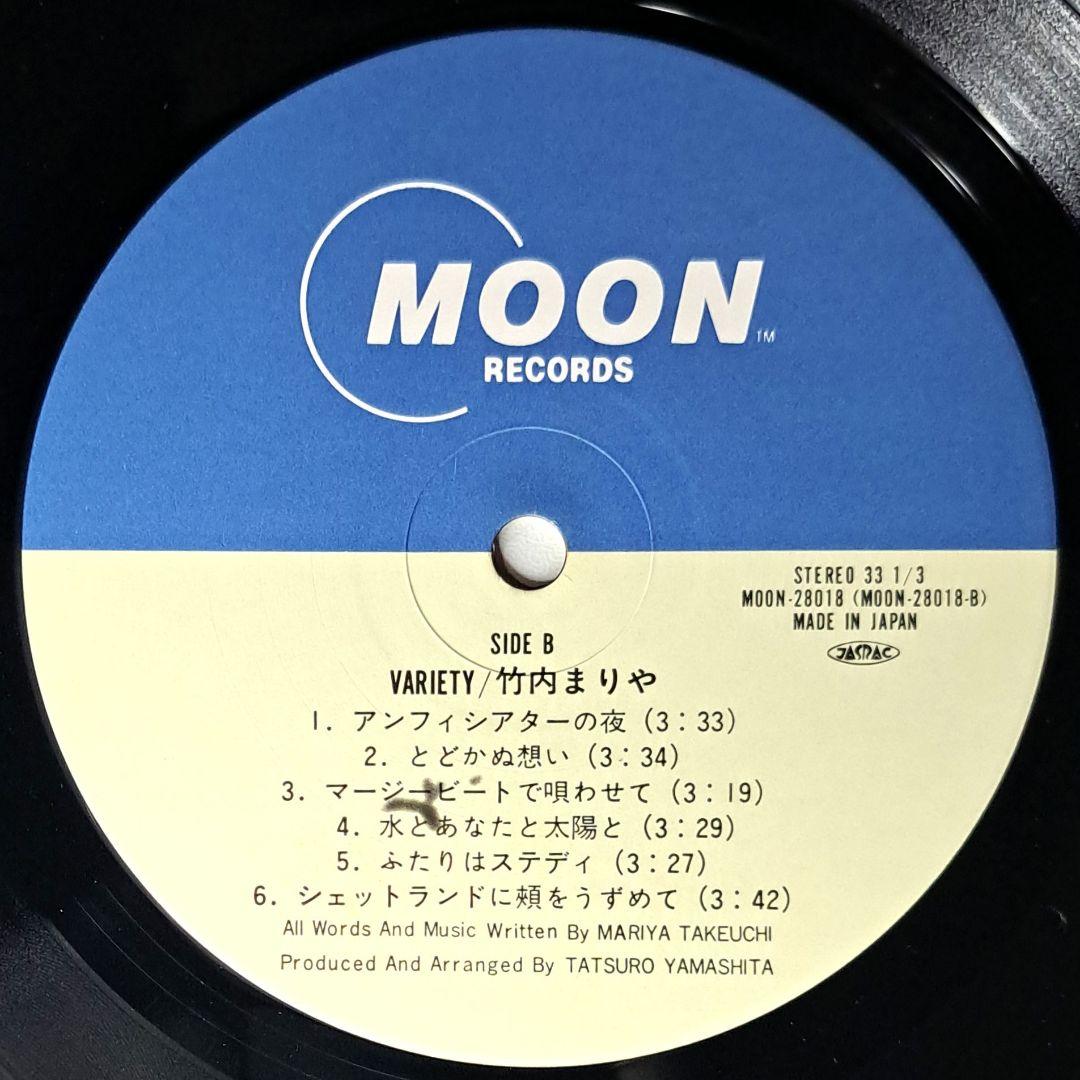 MOON TM
RECORDS
STEREO 33 1/3
MOON-28018 (MOON-28018-B)
MADE IN JAPAN
JASRAC
SIDE B
VARIETY/竹内まりや
1. アンフィシアターの夜 (3:33)
2. とどかぬ想い (3:34)
3. マージービートで唄わせて (3:19)
4. 水とあなたと太陽と (3:29)
5. ふたりはステディ (3:27)
6. シェットランドに頰をうずめて (3:42)
All Words And Music Written By MARIYA TAKEUCHI
Produced And Arranged By TATSURO YAMASHITA